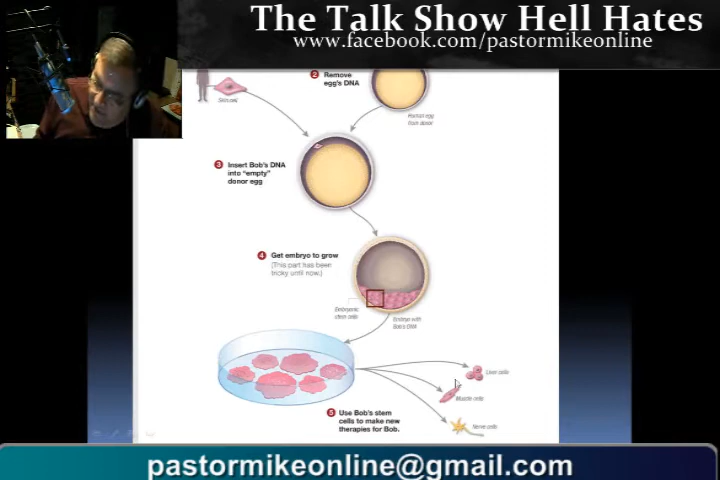 The Talk Show Hell Hates
www.facebook.com/pastormikeonline
2 Remove
egg's DNA
Skin cell
Human egg
from donor
3 Insert Bob's DNA
into "empty"
donor egg
4 Get embryo to grow
(This part has been
tricky until now.)
Embryonic
stem cells
Embryo with
Bob's DNA
Liver cells
Muscle cells
5 Use Bob's stem
cells to make new
therapies for Bob.
Nerve cells
pastormikeonline@gmail.com